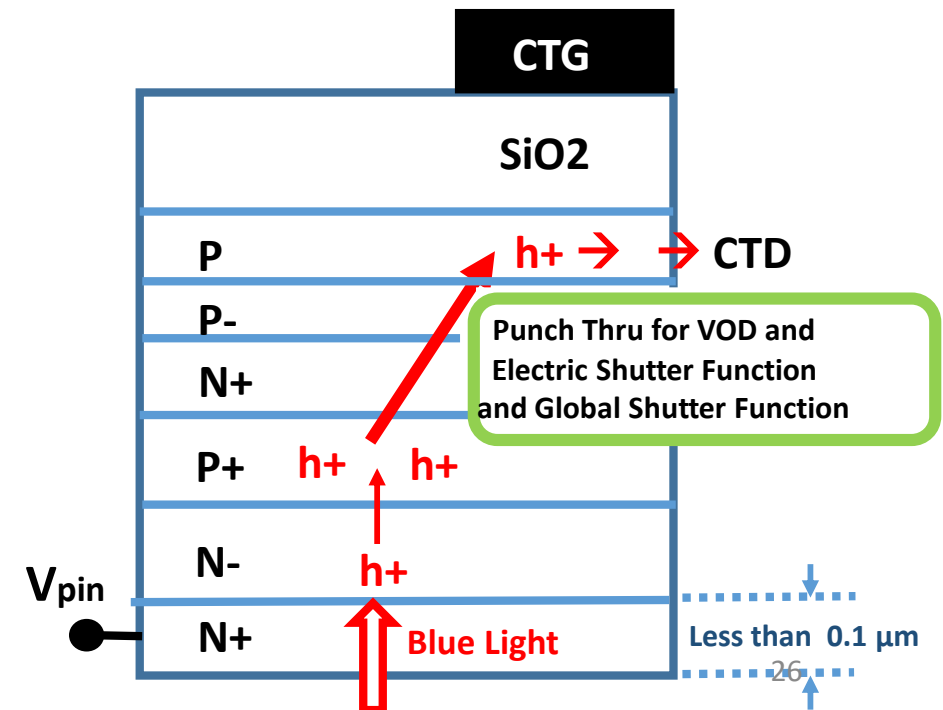 CTG
SiO2
P h+ → → CTD
P-
Punch Thru for VOD and
Electric Shutter Function
and Global Shutter Function
N+
P+ h+ h+
N- h+
Vpin
N+ Blue Light
Less than 0.1 μm
26